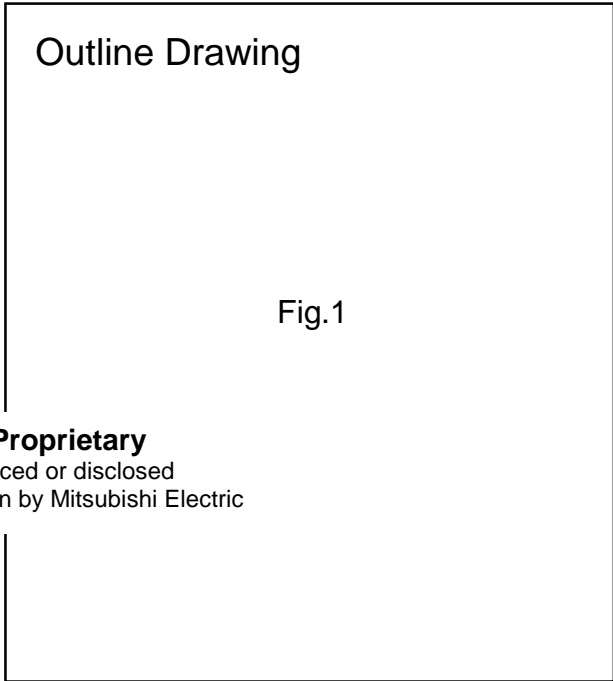 Outline Drawing
Fig.1
Proprietary
ced or disclosed
n by Mitsubishi Electric